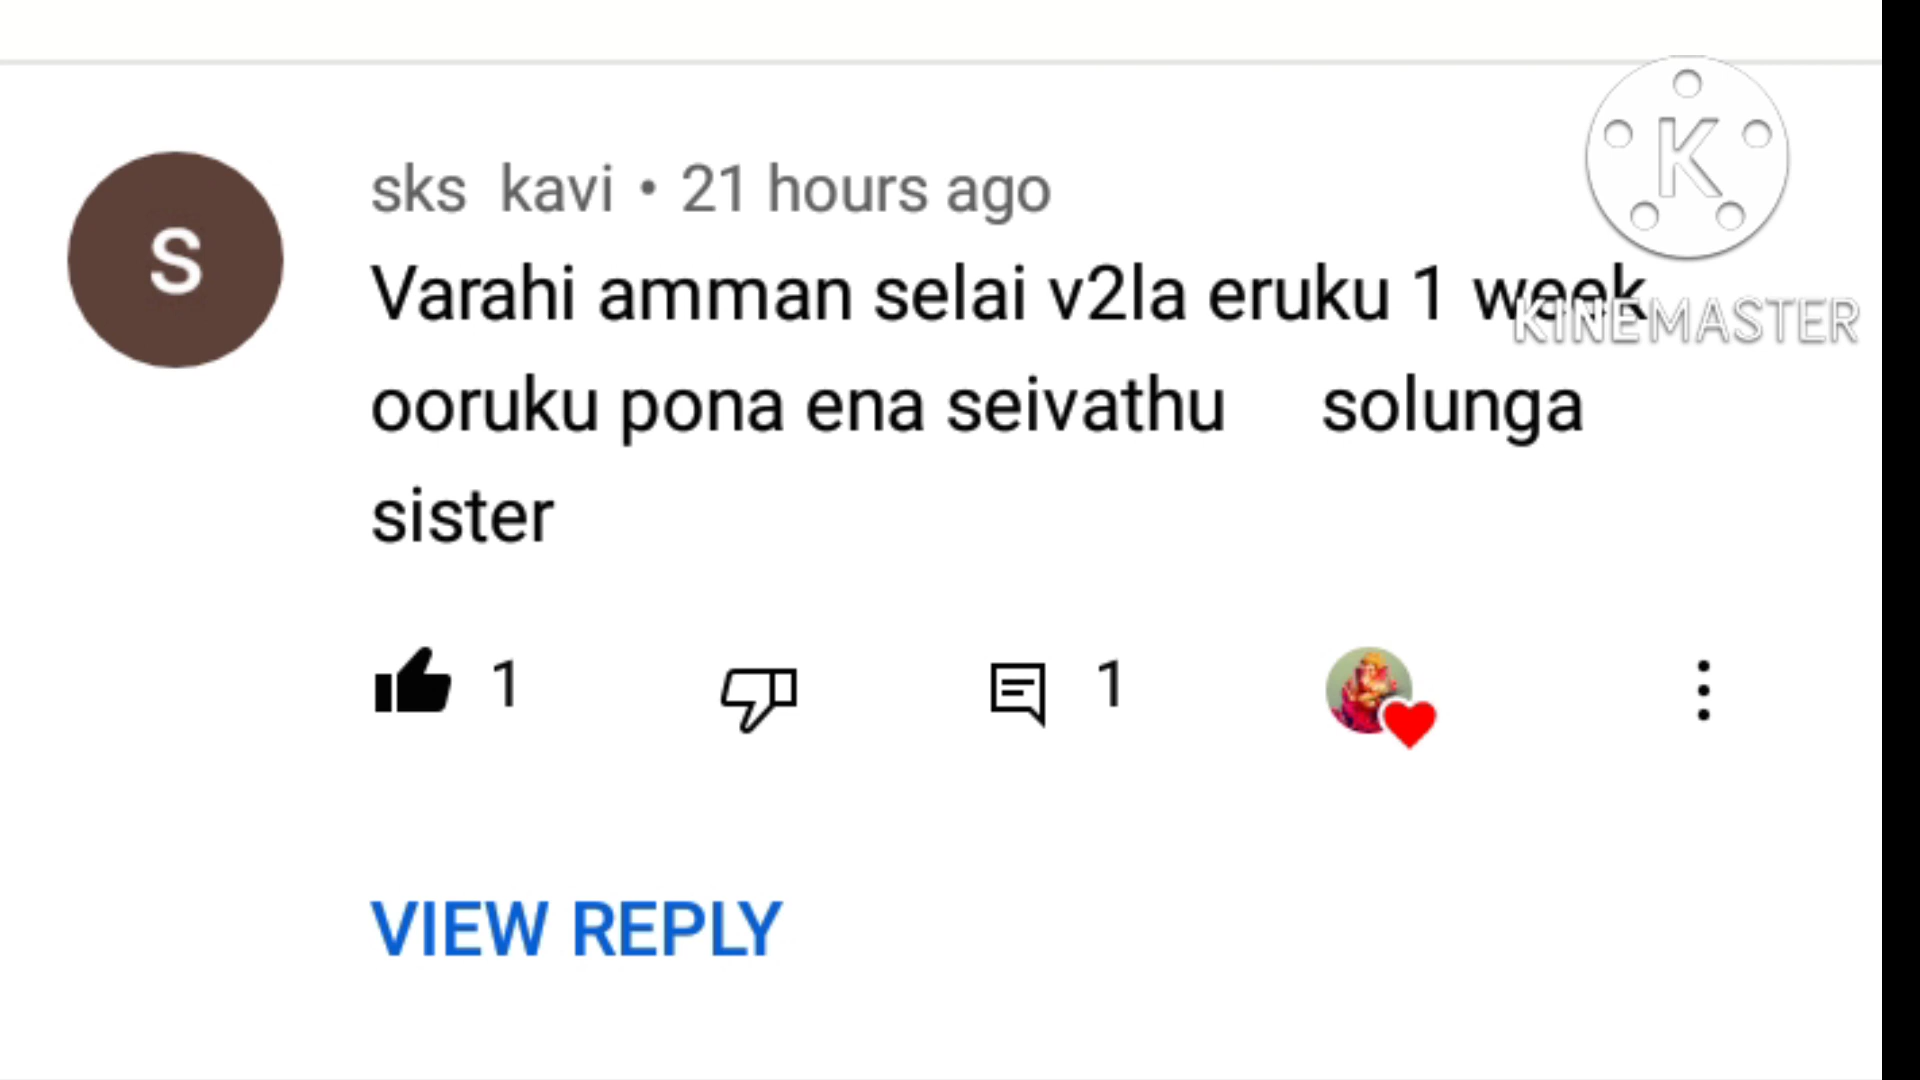 S
sks kavi • 21 hours ago
Varahi amman selai v2la eruku 1 week
ooruku pona ena seivathu solunga
sister
1
1
VIEW REPLY
K
KINEMASTER